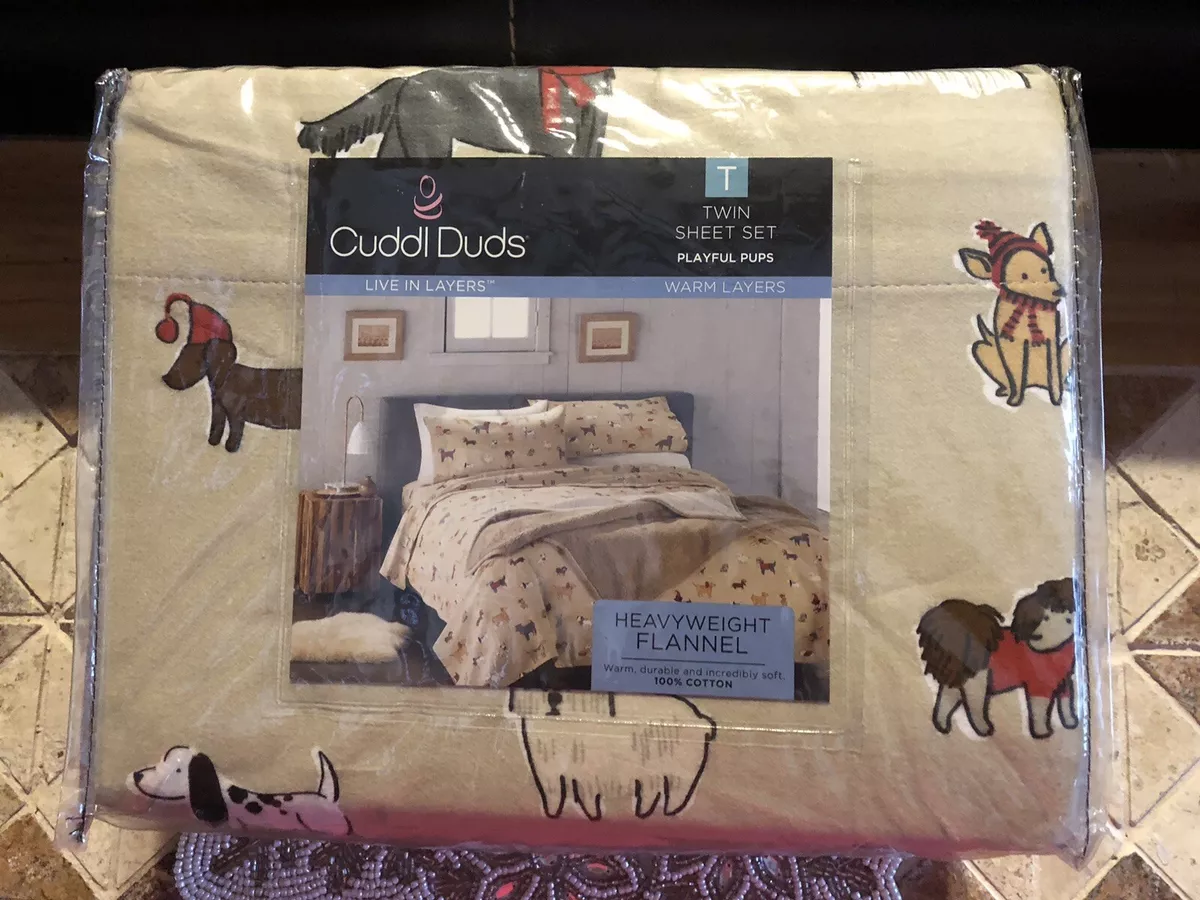 Cuddl Duds
T
TWIN
SHEET SET
PLAYFUL PUPS
LIVE IN LAYERS™
WARM LAYERS
HEAVYWEIGHT
FLANNEL
Warm, durable and incredibly soft.
100% COTTON